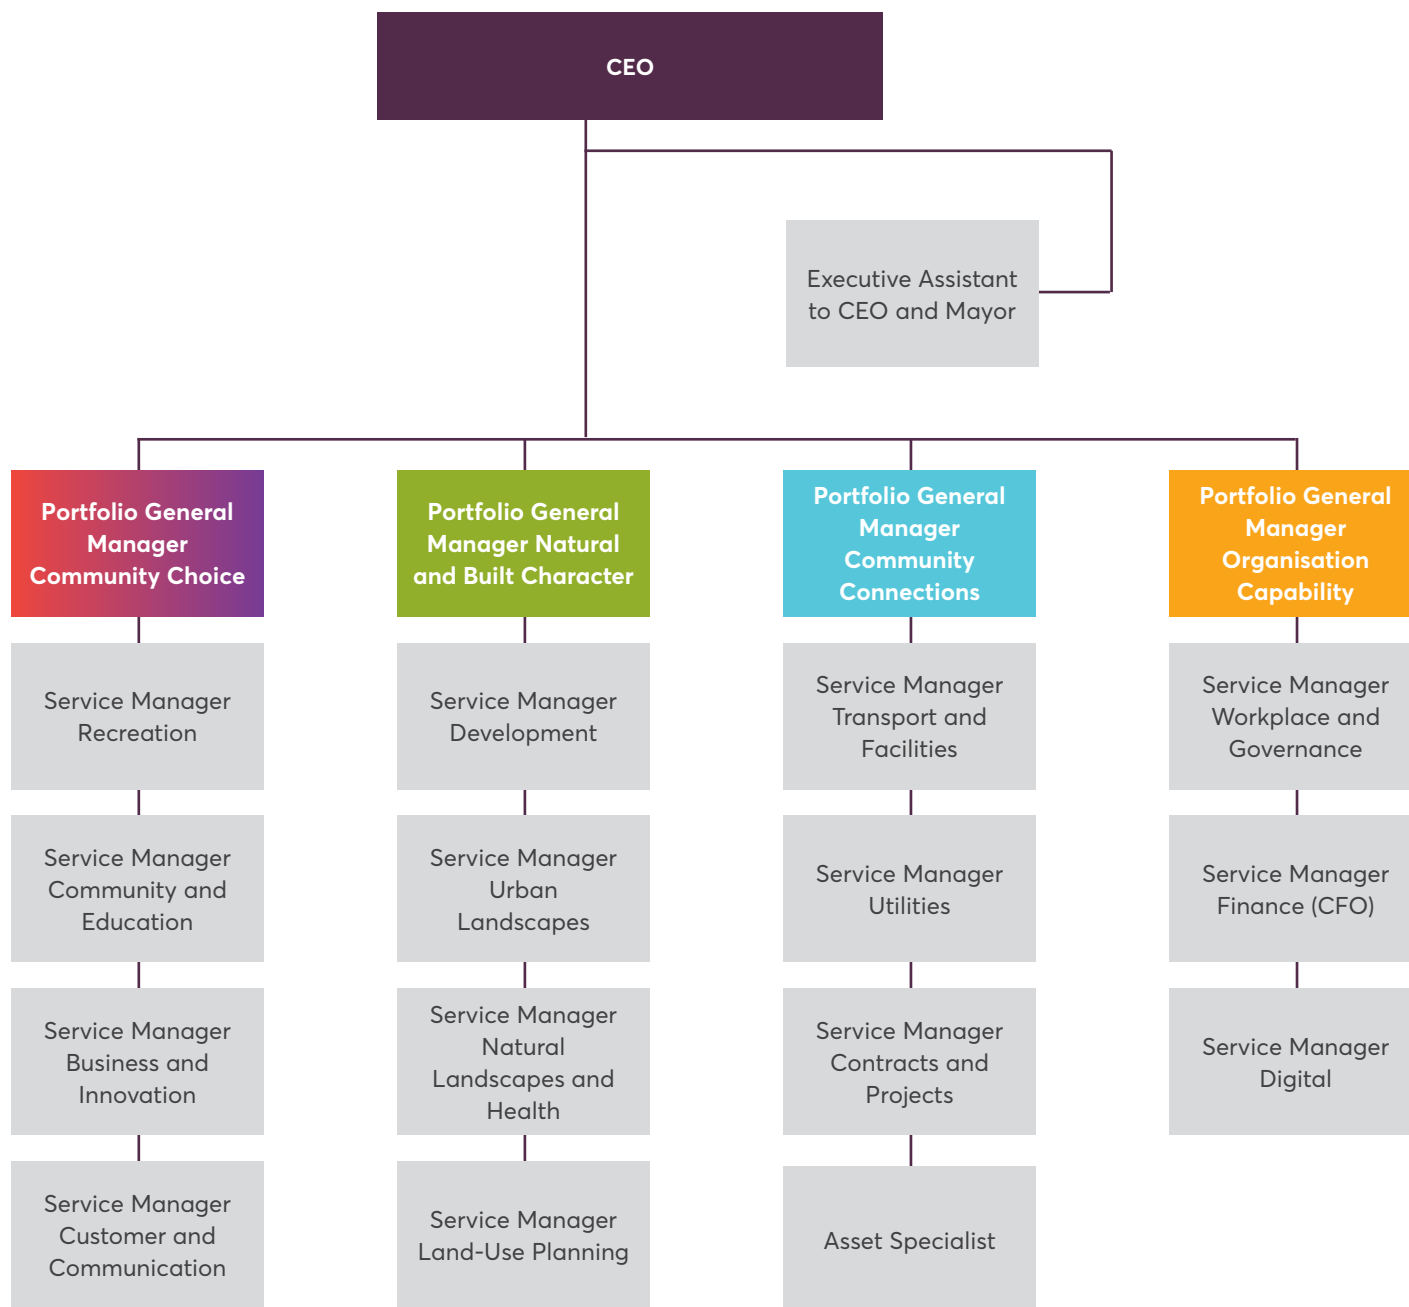 CEO
Executive Assistant
to CEO and Mayor
Portfolio General
Manager
Community Choice
Service Manager
Recreation
Service Manager
Community and
Education
Service Manager
Business and
Innovation
Service Manager
Customer and
Communication
Portfolio General
Manager Natural
and Built Character
Service Manager
Development
Service Manager
Urban
Landscapes
Service Manager
Natural
Landscapes and
Health
Service Manager
Land-Use Planning
Portfolio General
Manager
Community
Connections
Service Manager
Transport and
Facilities
Service Manager
Utilities
Service Manager
Contracts and
Projects
Asset Specialist
Portfolio General
Manager
Organisation
Capability
Service Manager
Workplace and
Governance
Service Manager
Finance (CFO)
Service Manager
Digital